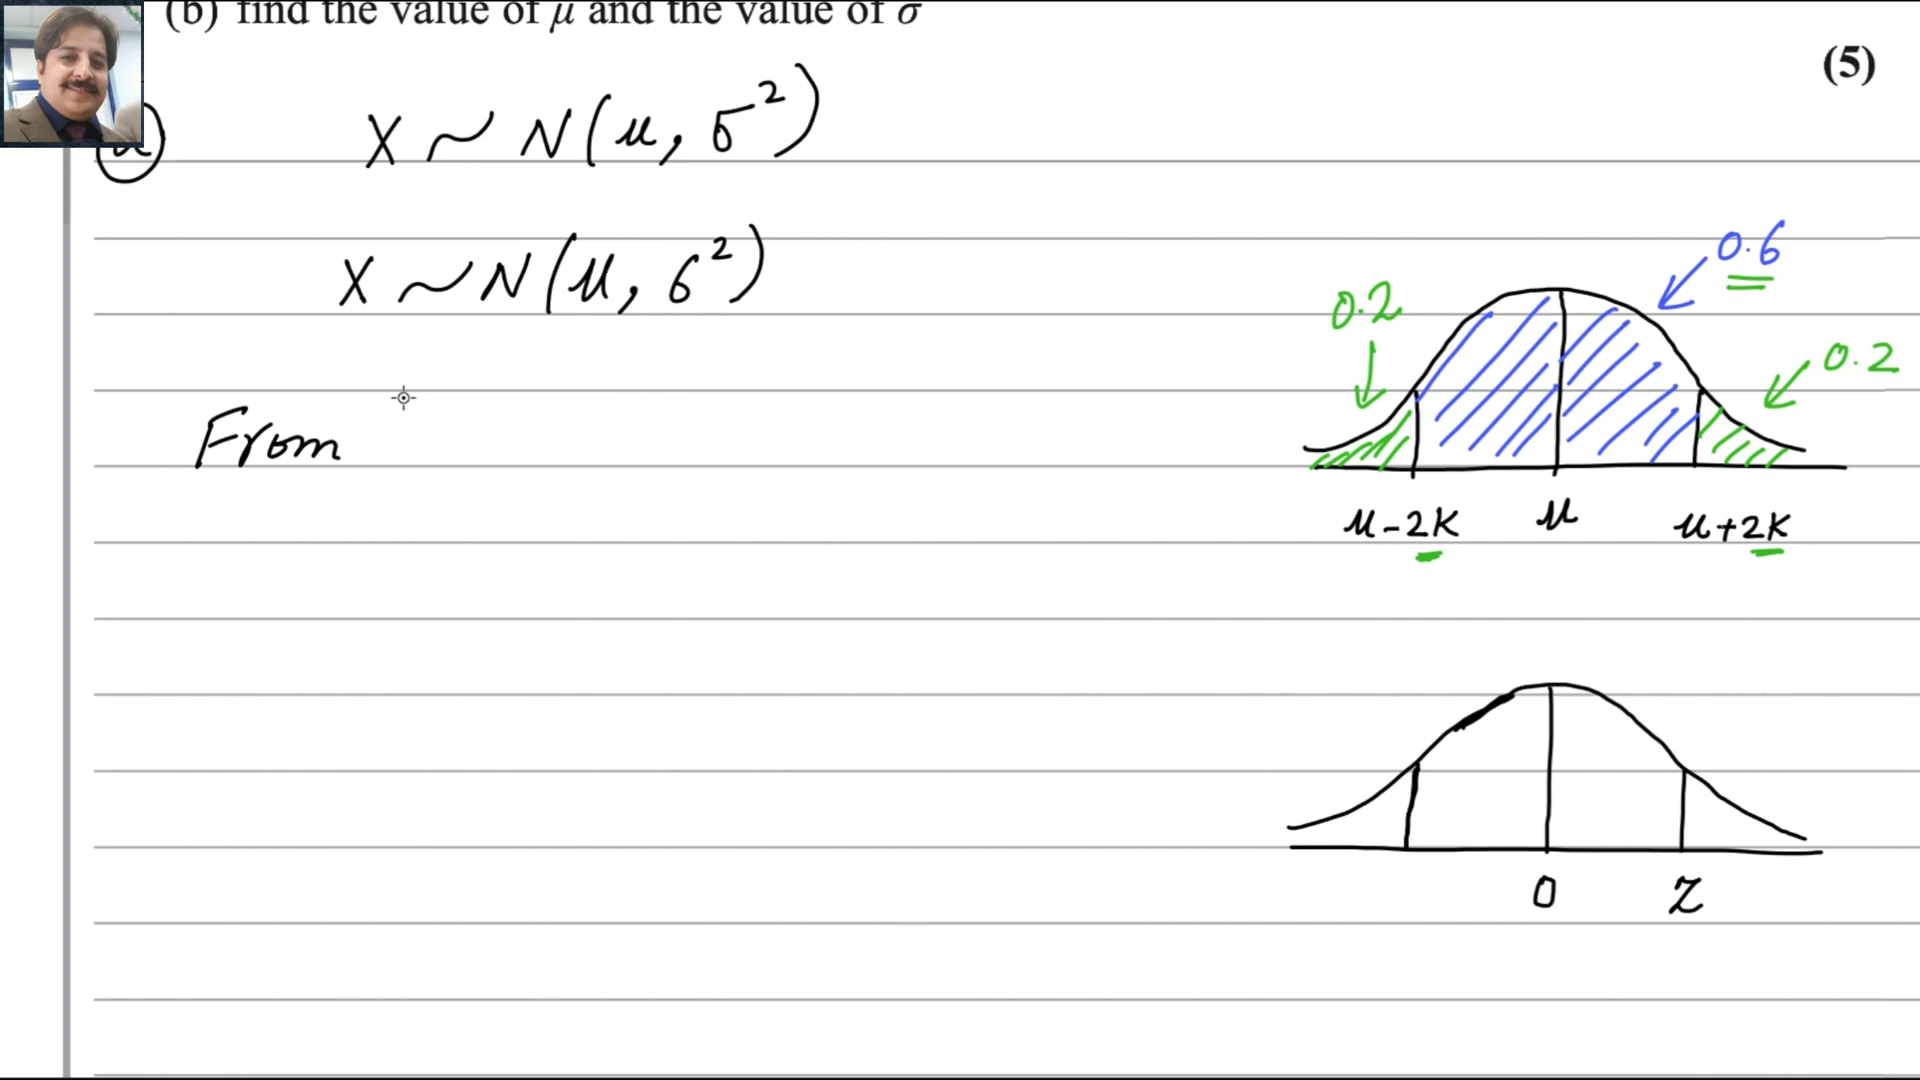 (b) find the value of μ and the value of σ
(5)
a
X ~ N(μ, σ²)
X ~ N(μ, σ²)
0.6
0.2
0.2
From
μ-2K
μ
μ+2K
0
Z